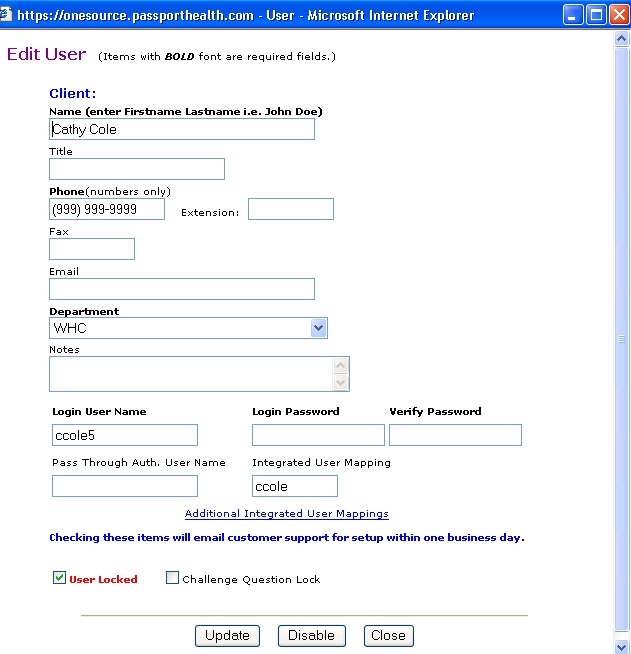 https://onesource.passporthealth.com - User - Microsoft Internet Explorer
Edit User (Items with BOLD font are required fields.)
Client:
Name (enter Firstname Lastname i.e. John Doe)
Cathy Cole
Title
Phone(numbers only)
(999) 999-9999 Extension:
Fax
Email
Department
WHC
Notes
Login User Name Login Password Verify Password
ccole5
Pass Through Auth. User Name Integrated User Mapping
ccole
Additional Integrated User Mappings
Checking these items will email customer support for setup within one business day.
User Locked Challenge Question Lock
Update Disable Close